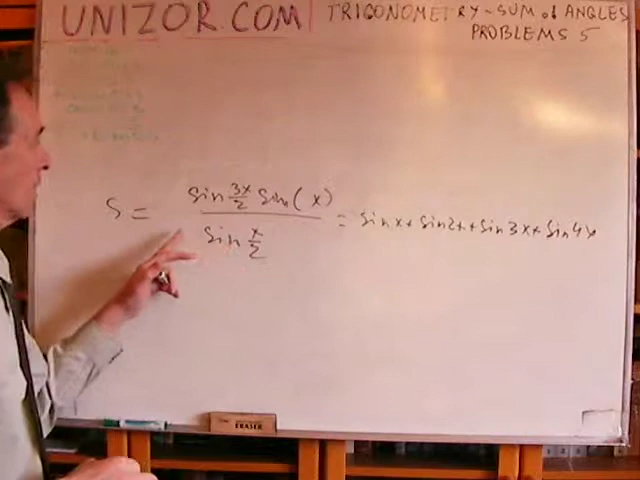 UNIZOR.COM
TRIGONOMETRY - SUM of ANGLES
PROBLEMS 5
S = sin 3x/2 sin( x) / sin x/2 = sin x + sin 2x + sin 3x + sin 4x
ERASER